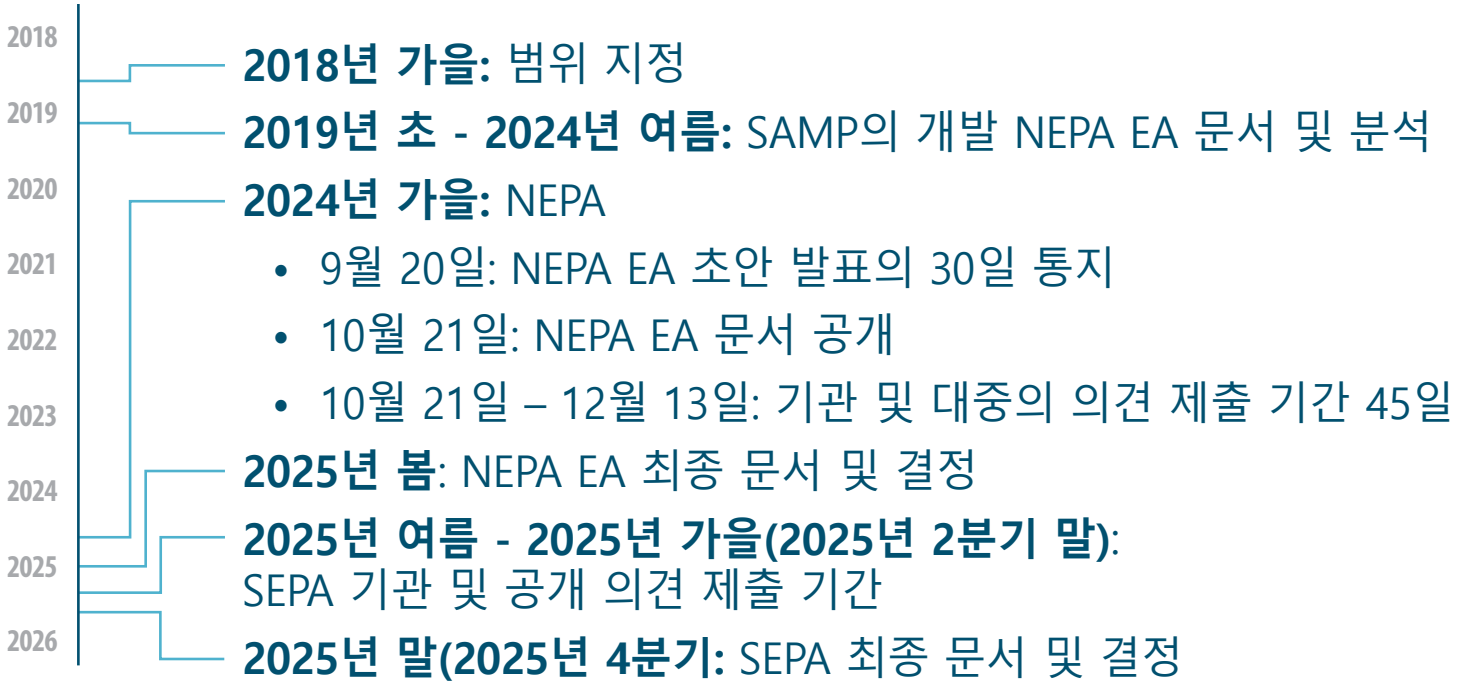 2018
2019
2020
2021
2022
2023
2024
2025
2026
2018년 가을: 범위 지정
2019년 초 - 2024년 여름: SAMP의 개발 NEPA EA 문서 및 분석
2024년 가을: NEPA
• 9월 20일: NEPA EA 초안 발표의 30일 통지
• 10월 21일: NEPA EA 문서 공개
• 10월 21일 – 12월 13일: 기관 및 대중의 의견 제출 기간 45일
2025년 봄: NEPA EA 최종 문서 및 결정
2025년 여름 - 2025년 가을(2025년 2분기 말):
SEPA 기관 및 공개 의견 제출 기간
2025년 말(2025년 4분기: SEPA 최종 문서 및 결정